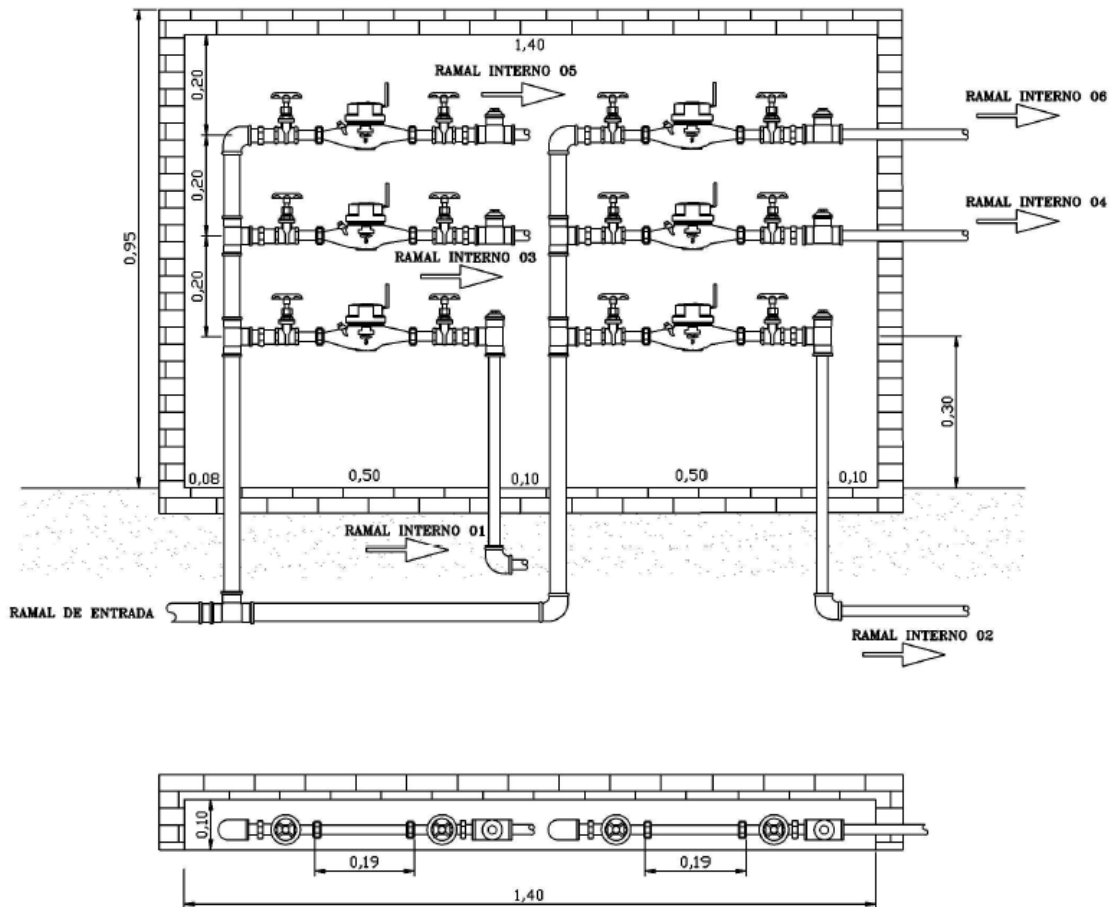 1,40
RAMAL INTERNO 05
0,20
RAMAL INTERNO 06
0,20
RAMAL INTERNO 04
0,95
RAMAL INTERNO 03
0,20
0,30
0,08
0,50
0,10
0,50
0,10
RAMAL INTERNO 01
RAMAL DE ENTRADA
RAMAL INTERNO 02
0,10
0,19
0,19
1,40